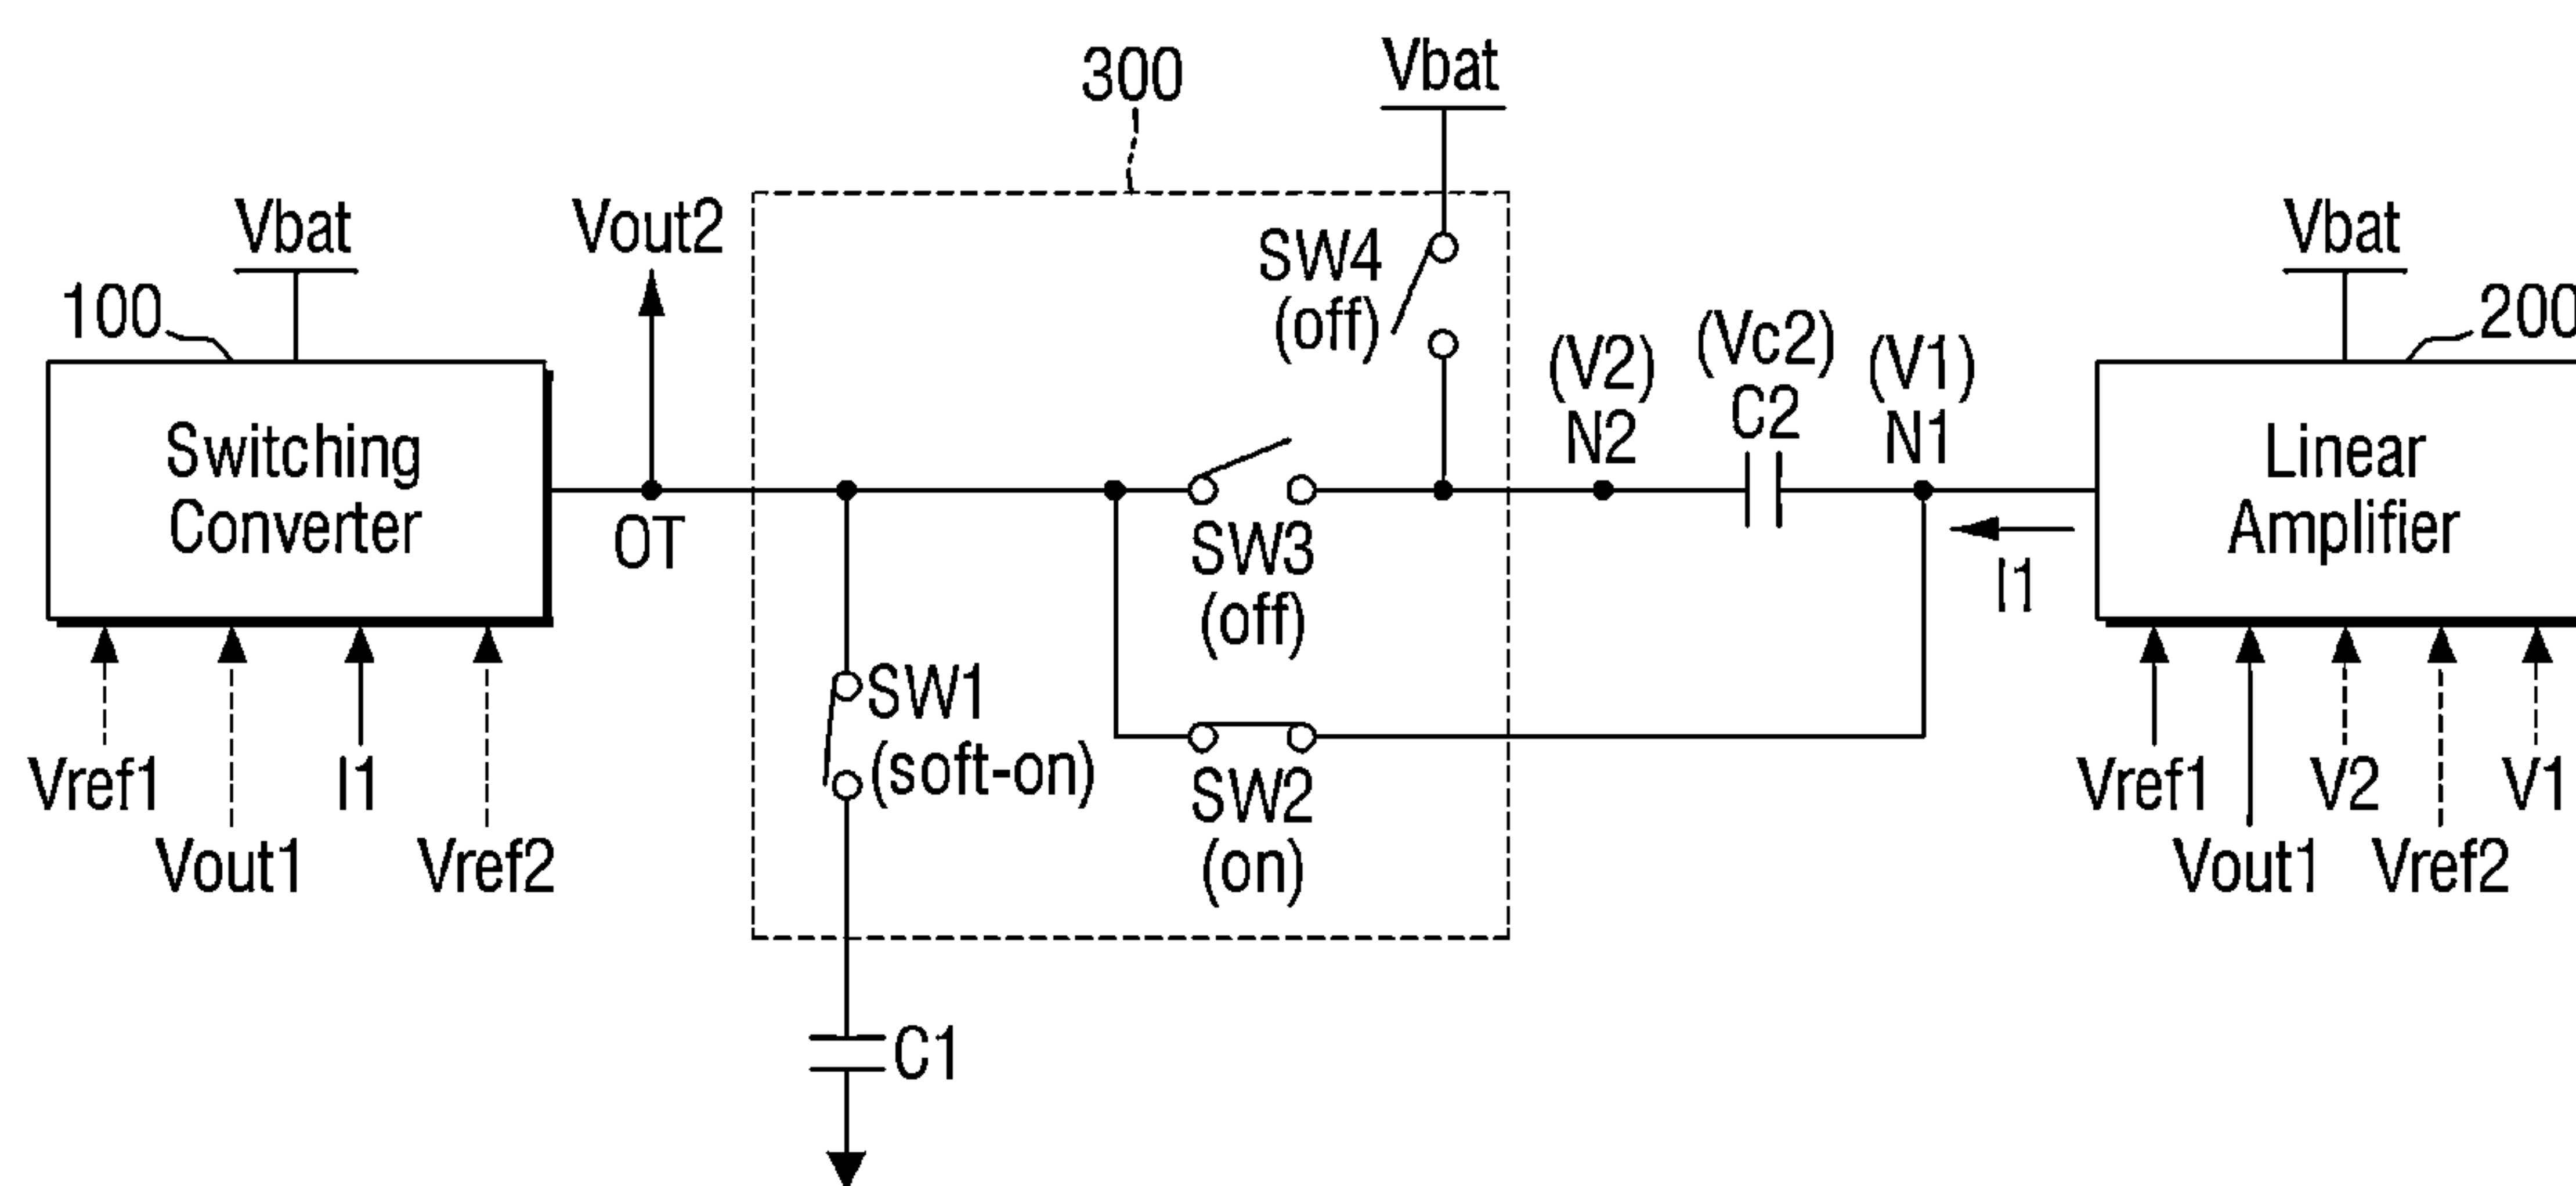 300
Vbat
Vbat
Vout2
SW4
(off)
Vbat
100
200
(V2)
N2
(Vc2)
C2
(V1)
N1
Switching
Converter
OT
SW3
(off)
I1
Linear
Amplifier
SW1
(soft-on)
SW2
(on)
Vref1
Vout1
I1
Vref2
Vref1
Vout1
V2
Vref2
V1
C1